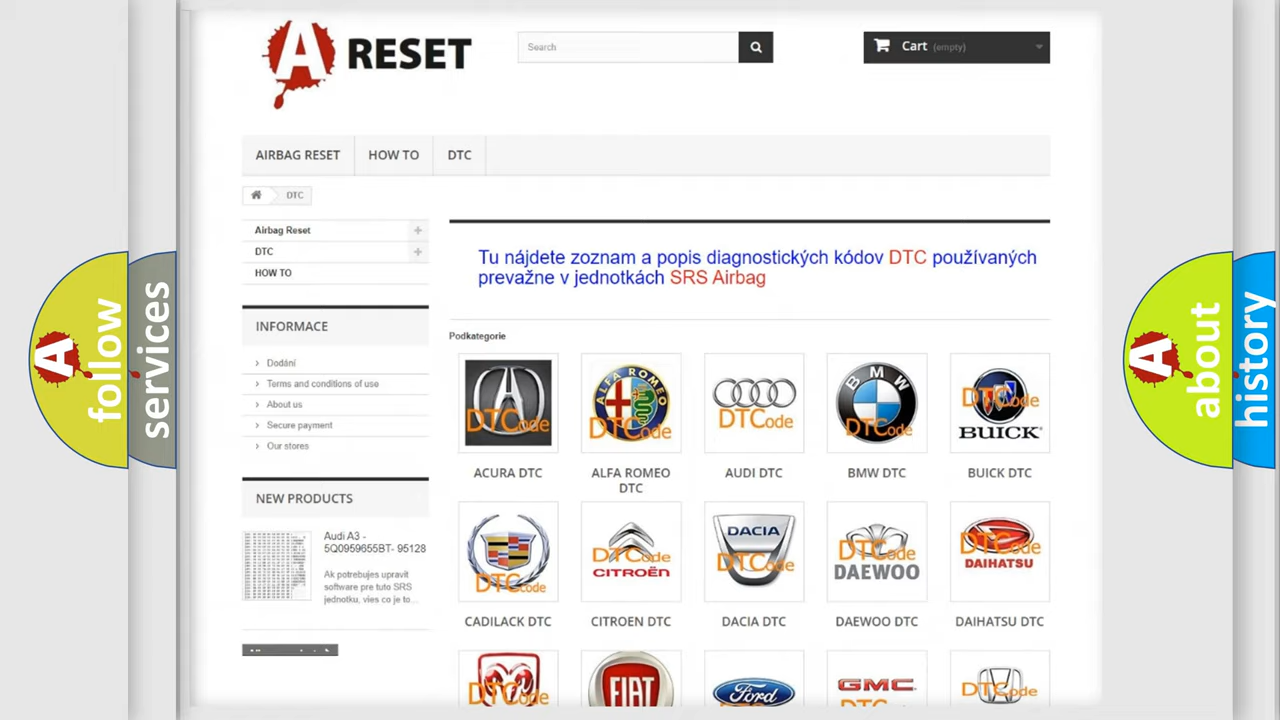 A RESET
Search
Cart (empty)
AIRBAG RESET
HOW TO
DTC
DTC
Airbag Reset
DTC
HOW TO
Tu nájdete zoznam a popis diagnostických kódov DTC používaných
prevažne v jednotkách SRS Airbag
INFORMACE
Dodání
Terms and conditions of use
About us
Secure payment
Our stores
Podkategorie
DTCode
ALFA ROMEO
DTCode
DTCode
BMW
DTCode
DTCode
BUICK
ACURA DTC
ALFA ROMEO
DTC
AUDI DTC
BMW DTC
BUICK DTC
NEW PRODUCTS
Audi A3 -
5Q0959655BT- 95128
Ak potrebujes upravit
software pre tuto SRS
jednotku, vies co je to...
DTCode
DTCode
CITROËN
DACIA
DTCode
DTCode
DAEWOO
DTCode
DAIHATSU
CADILACK DTC
CITROEN DTC
DACIA DTC
DAEWOO DTC
DAIHATSU DTC
DTCode
FIAT
Ford
GMC
DTCode
A follow
services
A about
history